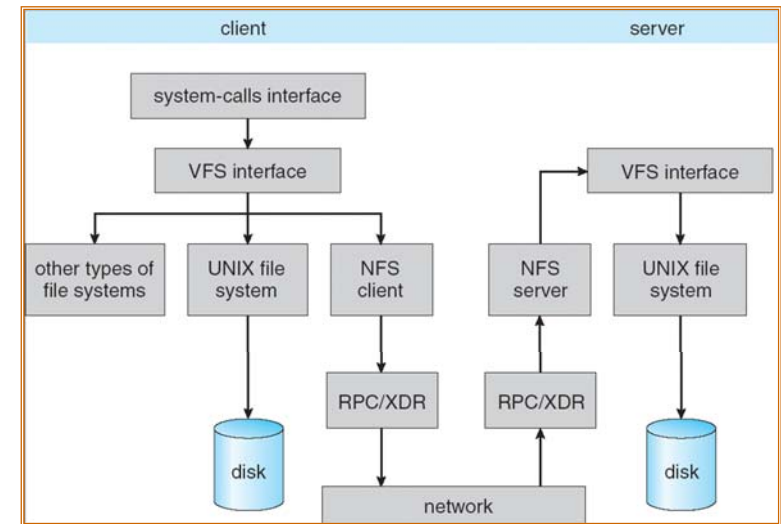 client
server
system-calls interface
VFS interface
VFS interface
other types of
file systems
UNIX file
system
NFS
client
NFS
server
UNIX file
system
RPC/XDR
RPC/XDR
disk
disk
network